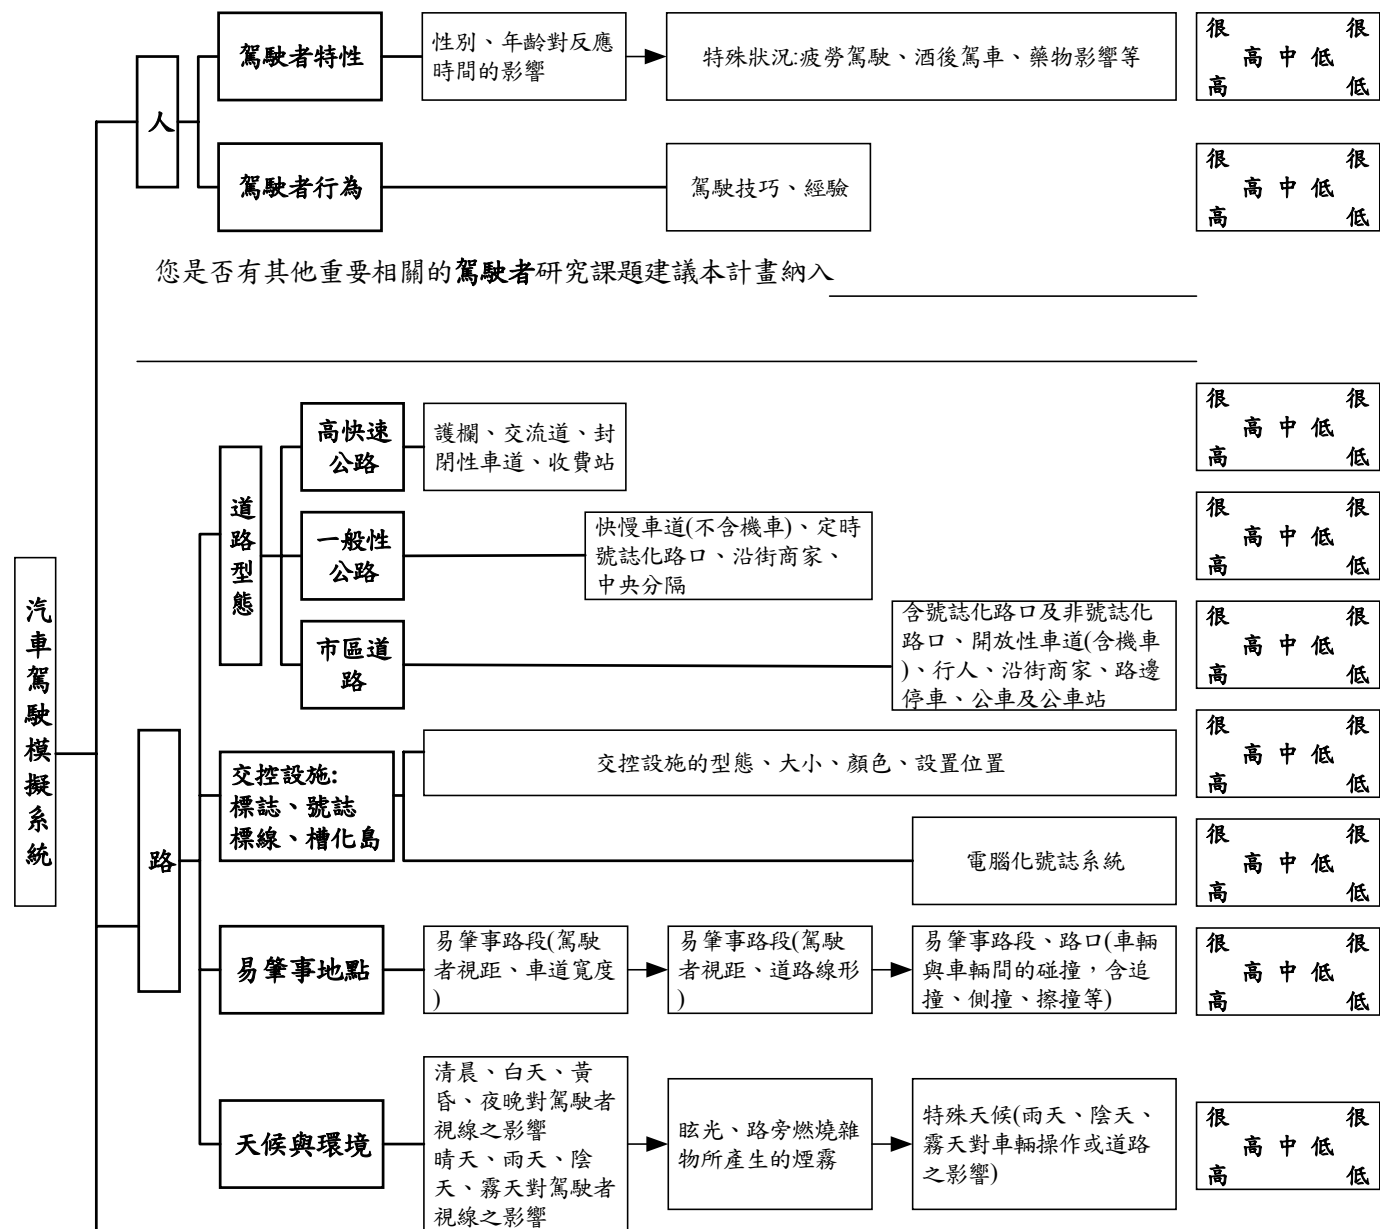 人
駕駛者特性
性別、年齡對反應
時間的影響
特殊狀況:疲勞駕駛、酒後駕車、藥物影響等
很 很
高 中 低
高 低
駕駛者行為
駕駛技巧、經驗
很 很
高 中 低
高 低
您是否有其他重要相關的駕駛者研究課題建議本計畫納入
汽車駕駛模擬系統
路
道路型態
高快速
公路
護欄、交流道、封
閉性車道、收費站
很 很
高 中 低
高 低
一般性
公路
快慢車道(不含機車)、定時
號誌化路口、沿街商家、
中央分隔
很 很
高 中 低
高 低
市區道
路
含號誌化路口及非號誌化
路口、開放性車道(含機車
)、行人、沿街商家、路邊
停車、公車及公車站
很 很
高 中 低
高 低
交控設施:
標誌、號誌
標線、槽化島
交控設施的型態、大小、顏色、設置位置
很 很
高 中 低
高 低
電腦化號誌系統
很 很
高 中 低
高 低
易肇事地點
易肇事路段(駕駛
者視距、車道寬度
)
易肇事路段(駕駛
者視距、道路線形
)
易肇事路段、路口(車輛
與車輛間的碰撞，含追
撞、側撞、擦撞等)
很 很
高 中 低
高 低
天候與環境
清晨、白天、黃
昏、夜晚對駕駛者
視線之影響
晴天、雨天、陰
天、霧天對駕駛者
視線之影響
眩光、路旁燃燒雜
物所產生的煙霧
特殊天候(雨天、陰天、
霧天對車輛操作或道路
之影響)
很 很
高 中 低
高 低